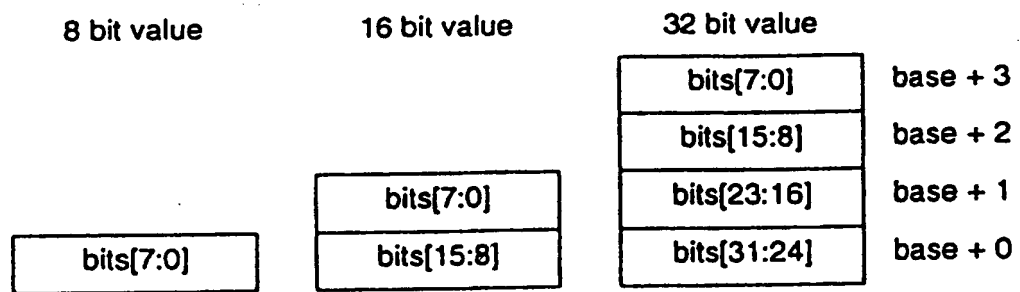 8 bit value 16 bit value 32 bit value
bits[7:0] base + 3
bits[15:8] base + 2
bits[7:0] bits[23:16] base + 1
bits[7:0] bits[15:8] bits[31:24] base + 0